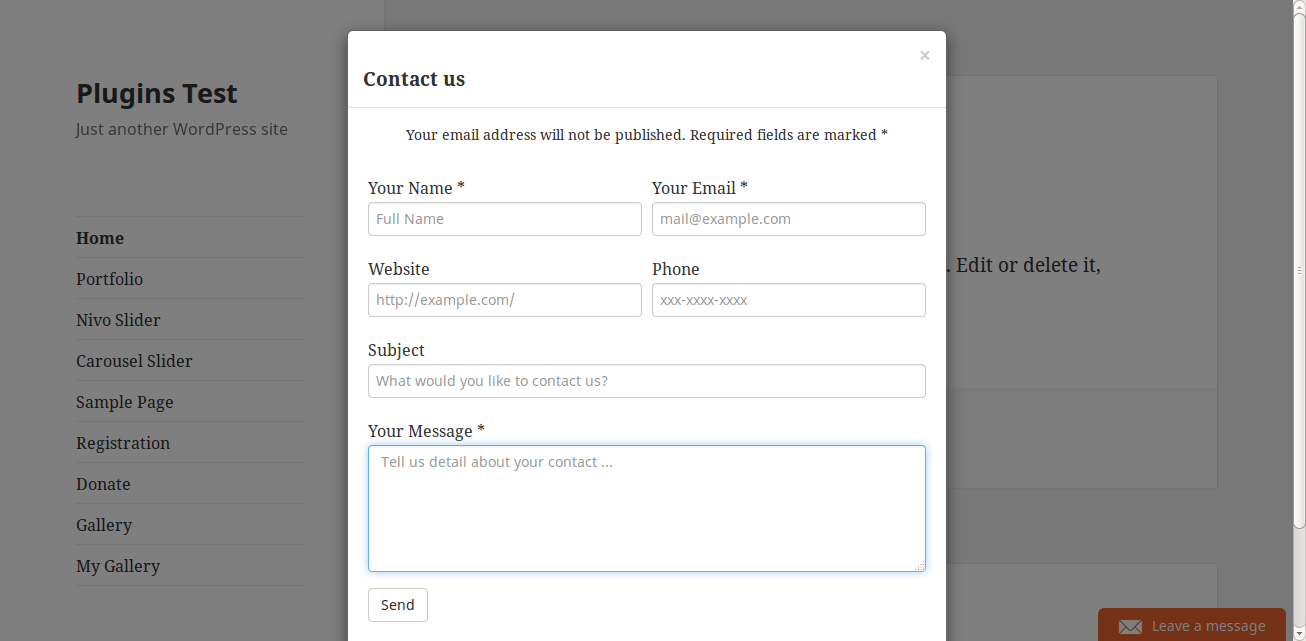 Plugins Test
Just another WordPress site
Home
Portfolio
Nivo Slider
Carousel Slider
Sample Page
Registration
Donate
Gallery
My Gallery
×
Contact us
Your email address will not be published. Required fields are marked *
Your Name * Your Email *
Full Name mail@example.com
Website Phone
http://example.com/ xxx-xxxx-xxxx
Subject
What would you like to contact us?
Your Message *
Tell us detail about your contact ...
Send
. Edit or delete it,
Leave a message